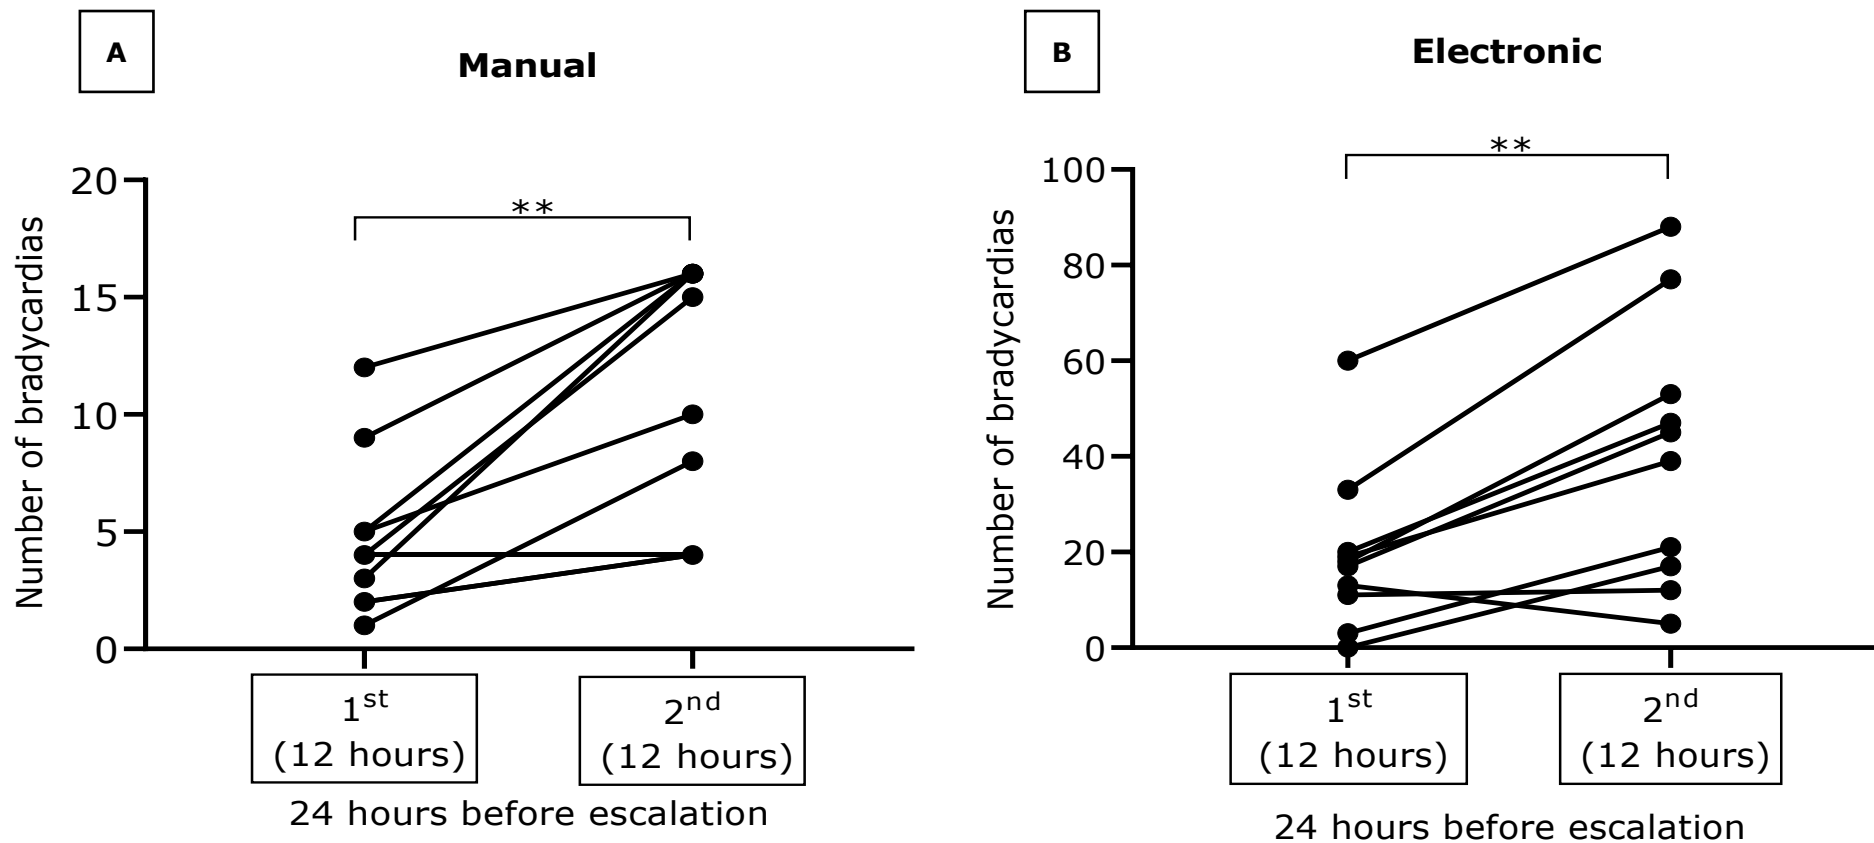 A
Manual
Number of bradycardias
20
15
10
5
0
**
1st
(12 hours)
2nd
(12 hours)
24 hours before escalation
B
Electronic
Number of bradycardias
100
80
60
40
20
0
**
1st
(12 hours)
2nd
(12 hours)
24 hours before escalation